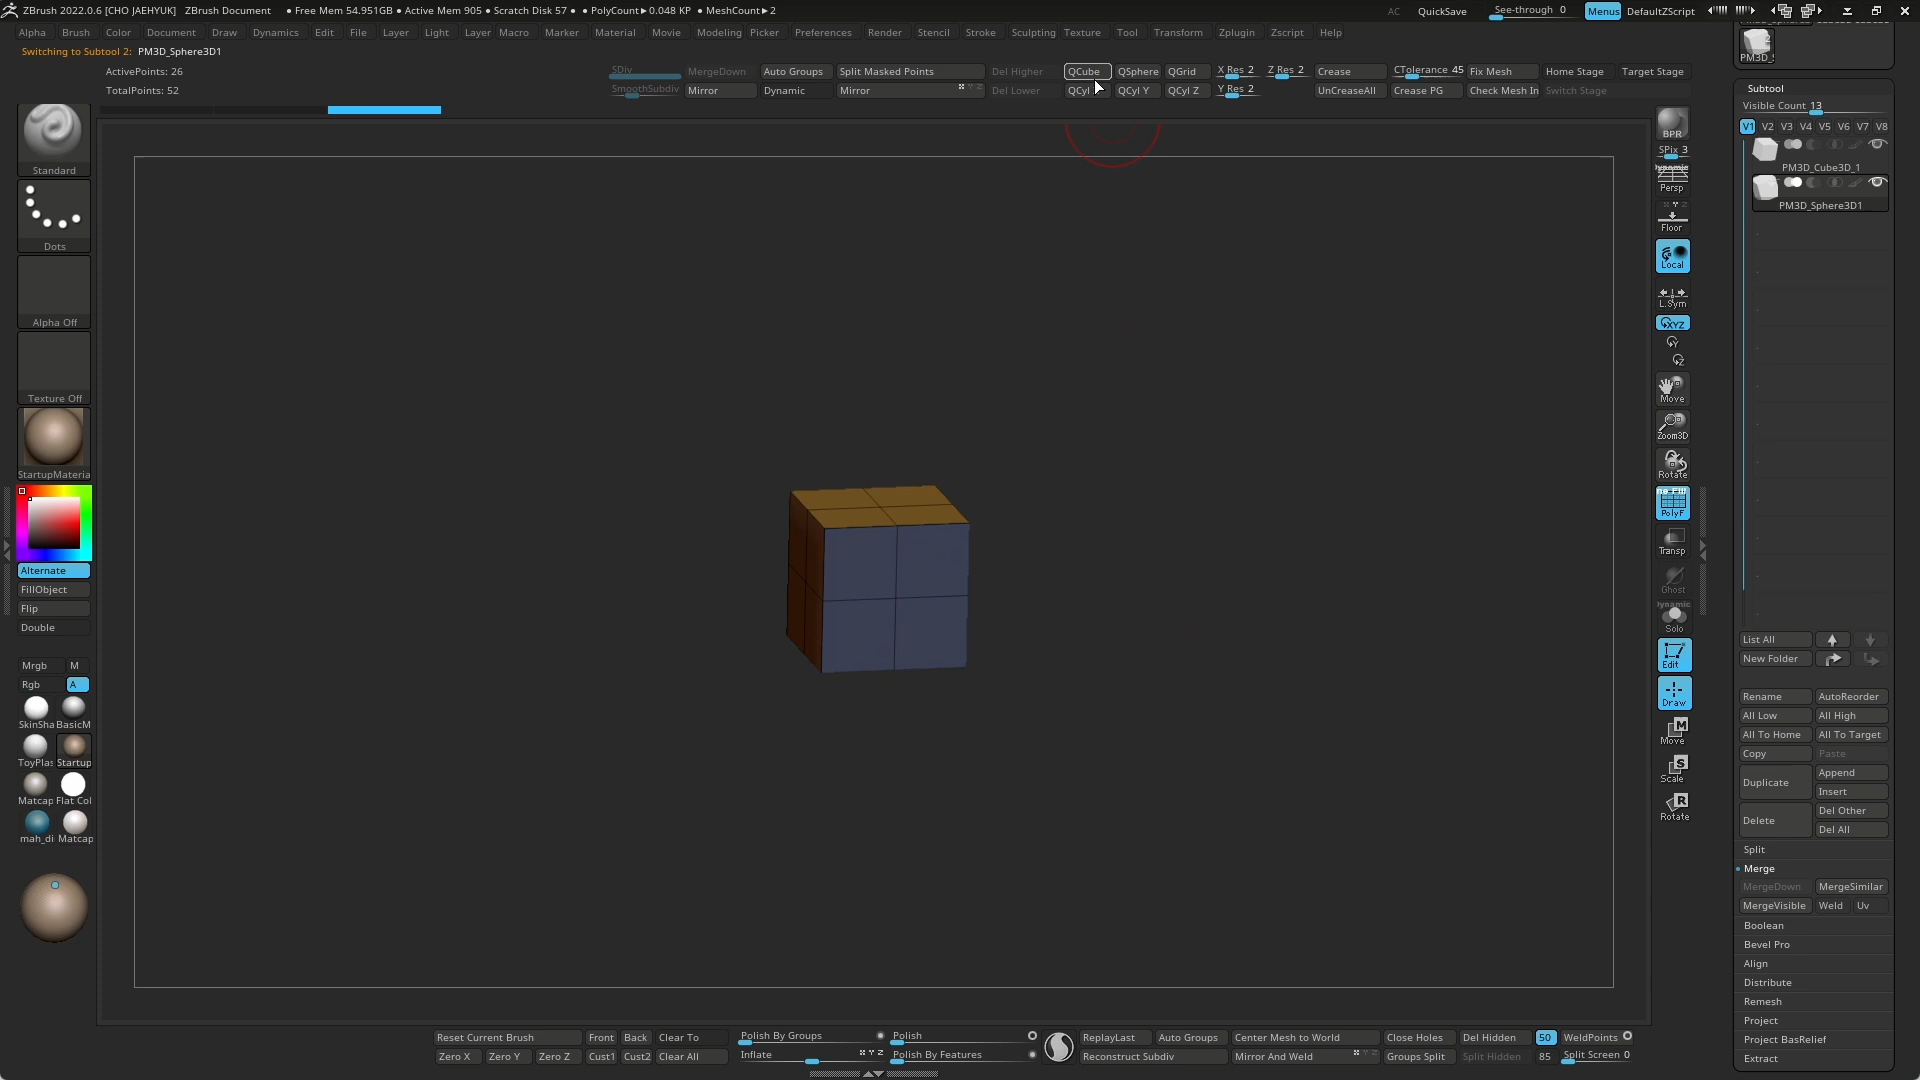 ZBrush 2022.0.6 [CHO JAEHYUK] ZBrush Document • Free Mem 54.951GB • Active Mem 905 • Scratch Disk 57 • • PolyCount▸0.048 KP • MeshCount▸2 AC QuickSave See-through 0 Menus DefaultZScript
Alpha Brush Color Document Draw Dynamics Edit File Layer Light Layer Macro Marker Material Movie Modeling Picker Preferences Render Stencil Stroke Sculpting Texture Tool Transform Zplugin Zscript Help
Switching to Subtool 2: PM3D_Sphere3D1
ActivePoints: 26
TotalPoints: 52
SDiv MergeDown Auto Groups Split Masked Points Del Higher QCube QSphere QGrid X Res 2 Z Res 2 Crease CTolerance 45 Fix Mesh Home Stage Target Stage
SmoothSubdiv Mirror Dynamic Mirror Del Lower QCyl QCyl Y QCyl Z Y Res 2 UnCreaseAll Crease PG Check Mesh In Switch Stage
Standard
Dots
Alpha Off
Texture Off
StartupMateria
Alternate
FillObject
Flip
Double
Mrgb M
Rgb A
SkinSha BasicM
ToyPlas Startup
Matcap Flat Col
mah_di Matcap
BPR
SPix 3
Dynamic
Persp
Floor
Local
L.Sym
XYZ
Y
Z
Move
Zoom3D
Rotate
PolyF
Transp
Ghost
Dynamic
Solo
Edit
Draw
Move
Scale
Rotate
PM3D_S
Subtool
Visible Count 13
V1 V2 V3 V4 V5 V6 V7 V8
PM3D_Cube3D_1
PM3D_Sphere3D1
List All
New Folder
Rename AutoReorder
All Low All High
All To Home All To Target
Copy Paste
Duplicate Append
Insert
Delete Del Other
Del All
Split
Merge
MergeDown MergeSimilar
MergeVisible Weld Uv
Boolean
Bevel Pro
Align
Distribute
Remesh
Project
Project BasRelief
Extract
Reset Current Brush Front Back Clear To Polish By Groups Polish ReplayLast Auto Groups Center Mesh to World Close Holes Del Hidden 50 WeldPoints
Zero X Zero Y Zero Z Cust1 Cust2 Clear All Inflate Polish By Features Reconstruct Subdiv Mirror And Weld Groups Split Split Hidden 85 Split Screen 0